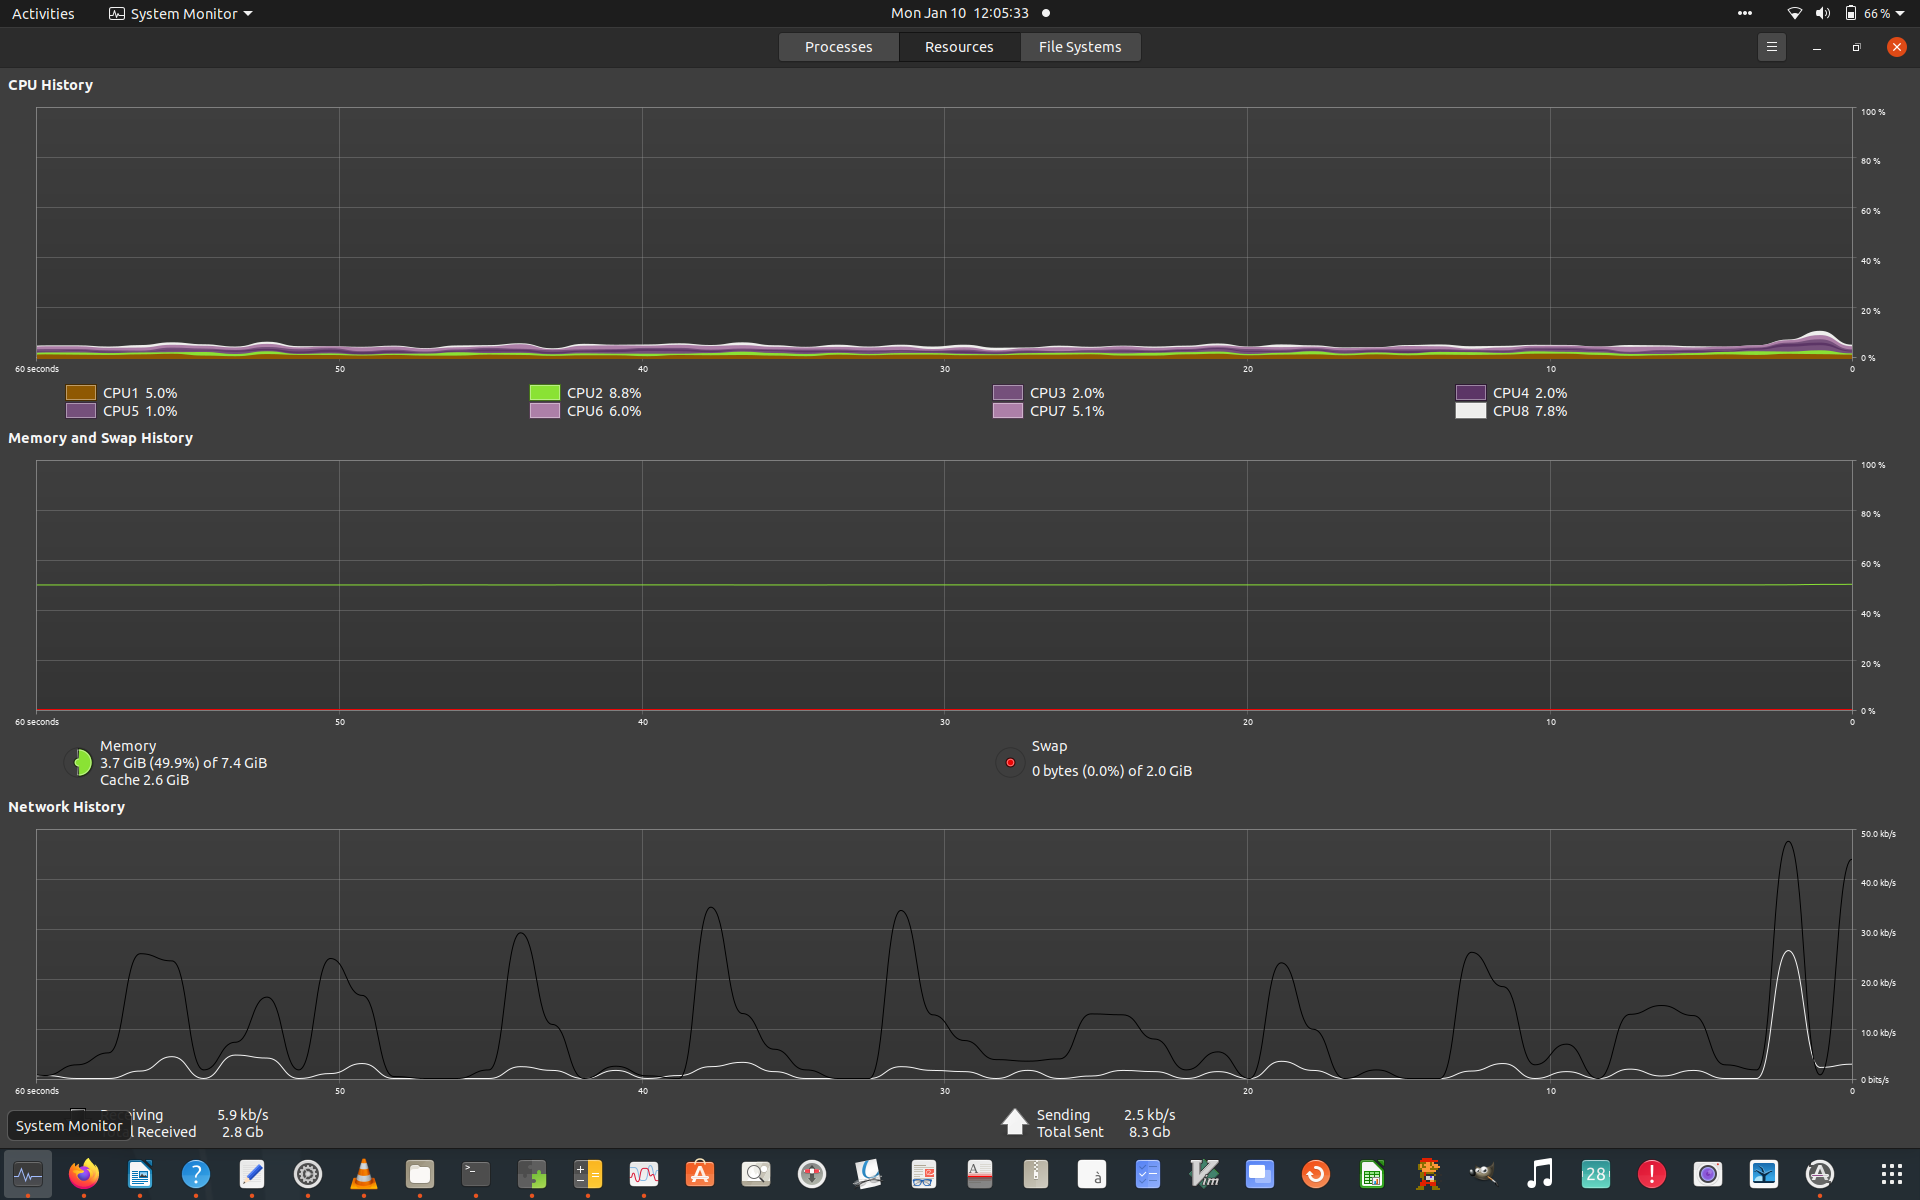 Activities System Monitor Mon Jan 10 12:05:33 66 %
Processes Resources File Systems
CPU History
100 %
80 %
60 %
40 %
20 %
0 %
60 seconds 50 40 30 20 10 0
CPU1 5.0% CPU2 8.8% CPU3 2.0% CPU4 2.0%
CPU5 1.0% CPU6 6.0% CPU7 5.1% CPU8 7.8%
Memory and Swap History
100 %
80 %
60 %
40 %
20 %
0 %
60 seconds 50 40 30 20 10 0
Memory Swap
3.7 GiB (49.9%) of 7.4 GiB 0 bytes (0.0%) of 2.0 GiB
Cache 2.6 GiB
Network History
50.0 kb/s
40.0 kb/s
30.0 kb/s
20.0 kb/s
10.0 kb/s
0 bits/s
60 seconds 50 40 30 20 10 0
iving 5.9 kb/s Sending 2.5 kb/s
System Monitor
l Received 2.8 Gb Total Sent 8.3 Gb
? >_ A à Vim 28 !